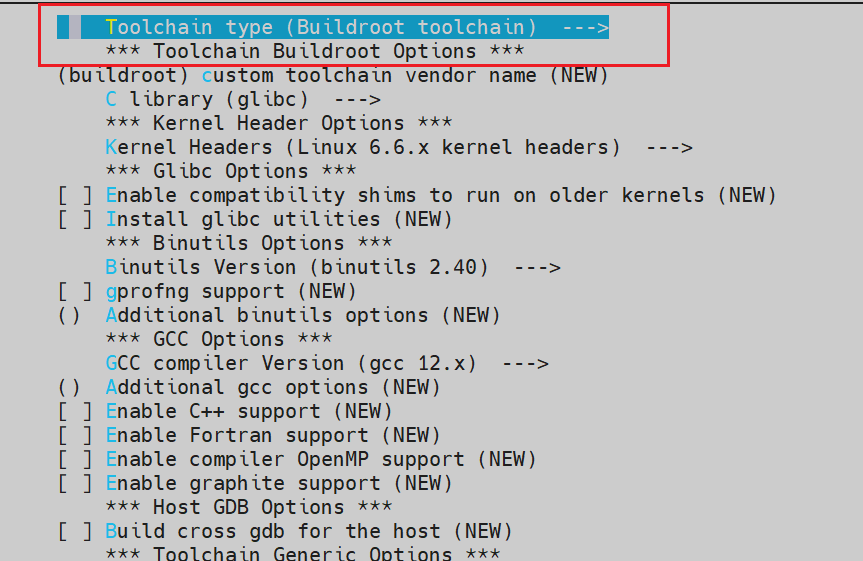 Toolchain type (Buildroot toolchain)  --->
*** Toolchain Buildroot Options ***
(buildroot) custom toolchain vendor name (NEW)
C library (glibc)  --->
*** Kernel Header Options ***
Kernel Headers (Linux 6.6.x kernel headers)  --->
*** Glibc Options ***
[ ] Enable compatibility shims to run on older kernels (NEW)
[ ] Install glibc utilities (NEW)
*** Binutils Options ***
Binutils Version (binutils 2.40)  --->
[ ] gprofng support (NEW)
()  Additional binutils options (NEW)
*** GCC Options ***
GCC compiler Version (gcc 12.x)  --->
()  Additional gcc options (NEW)
[ ] Enable C++ support (NEW)
[ ] Enable Fortran support (NEW)
[ ] Enable compiler OpenMP support (NEW)
[ ] Enable graphite support (NEW)
*** Host GDB Options ***
[ ] Build cross gdb for the host (NEW)
*** Toolchain Generic Options ***